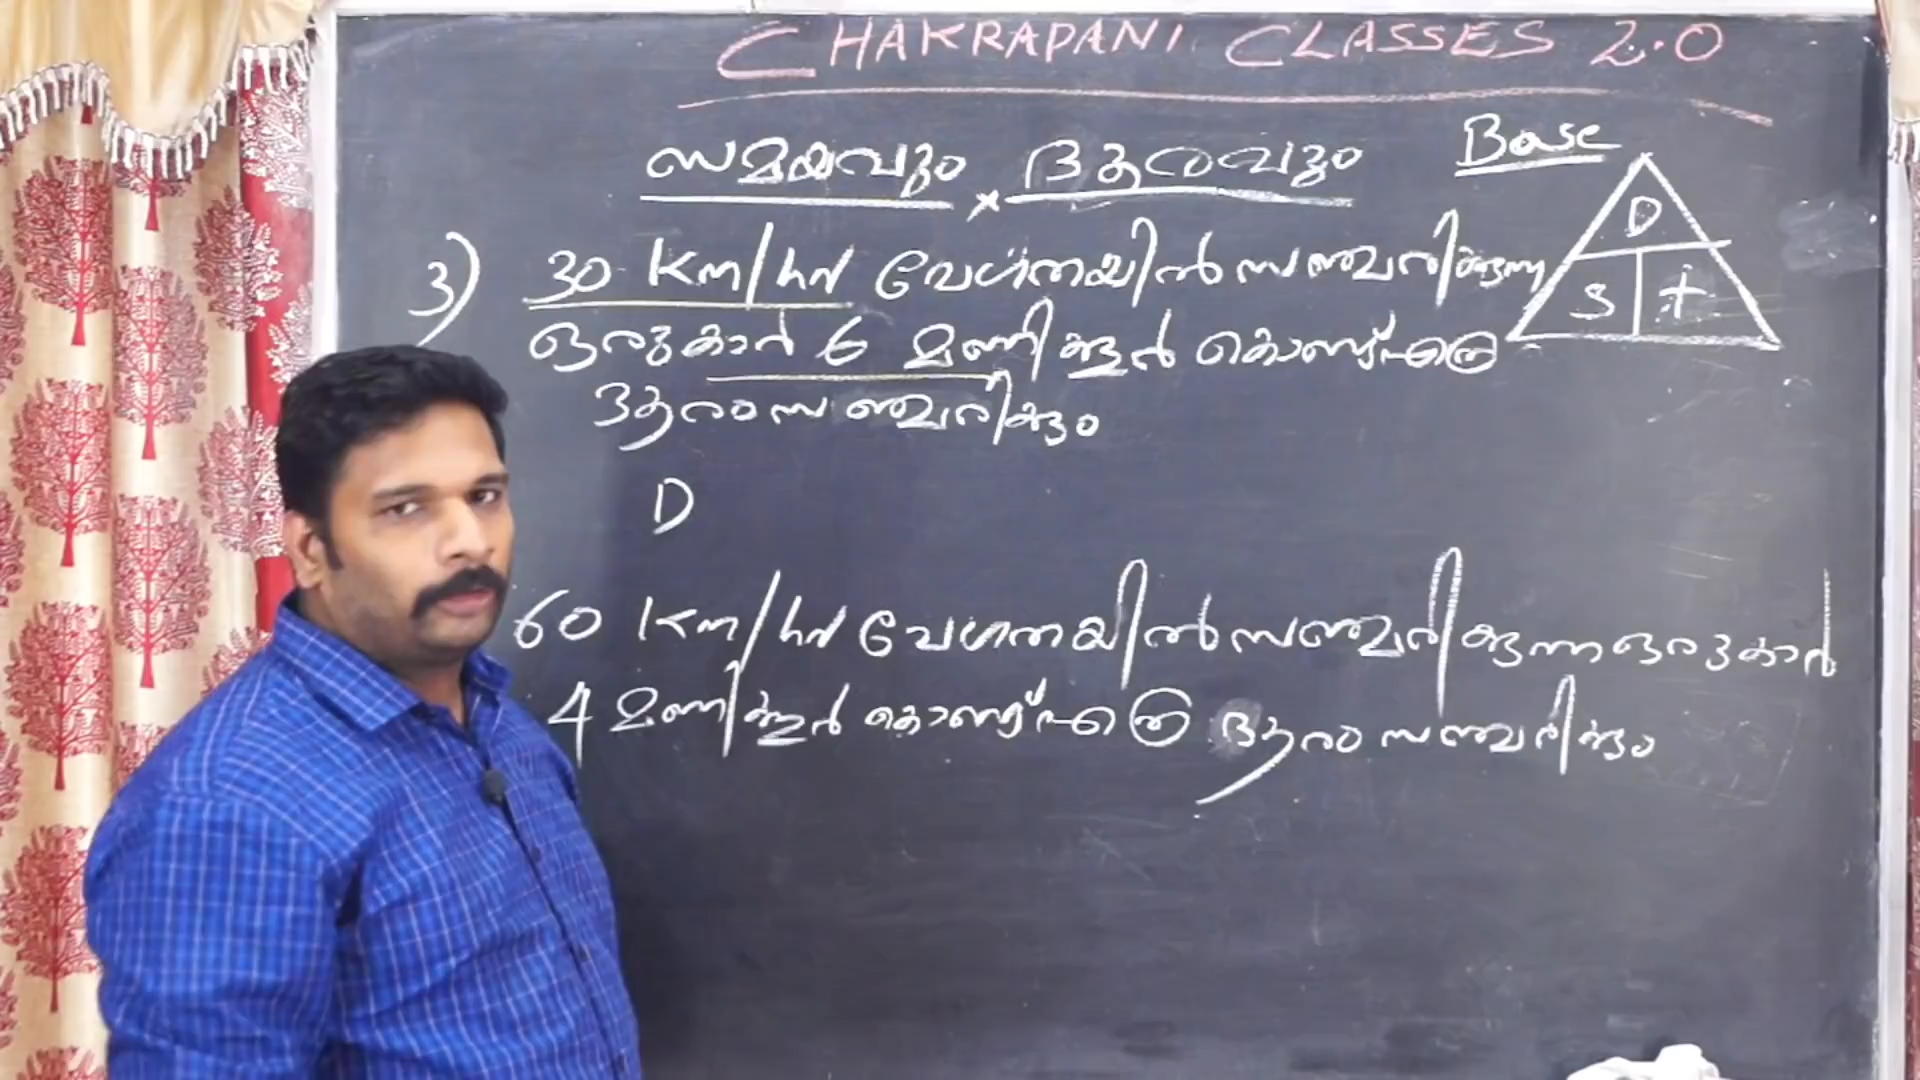 CHAKRAPANI CLASSES 2.0
സമയവും ദൂരവും
Base
D
S t
3) 30 Km/hr വേഗതയിൽ സഞ്ചരിക്കുന്ന
ഒരു കാർ 6 മണിക്കൂർ കൊണ്ട് എത്ര
ദൂരം സഞ്ചരിക്കും
D
60 Km/hr വേഗതയിൽ സഞ്ചരിക്കുന്ന ഒരു കാർ
4 മണിക്കൂർ കൊണ്ട് എത്ര ദൂരം സഞ്ചരിക്കും